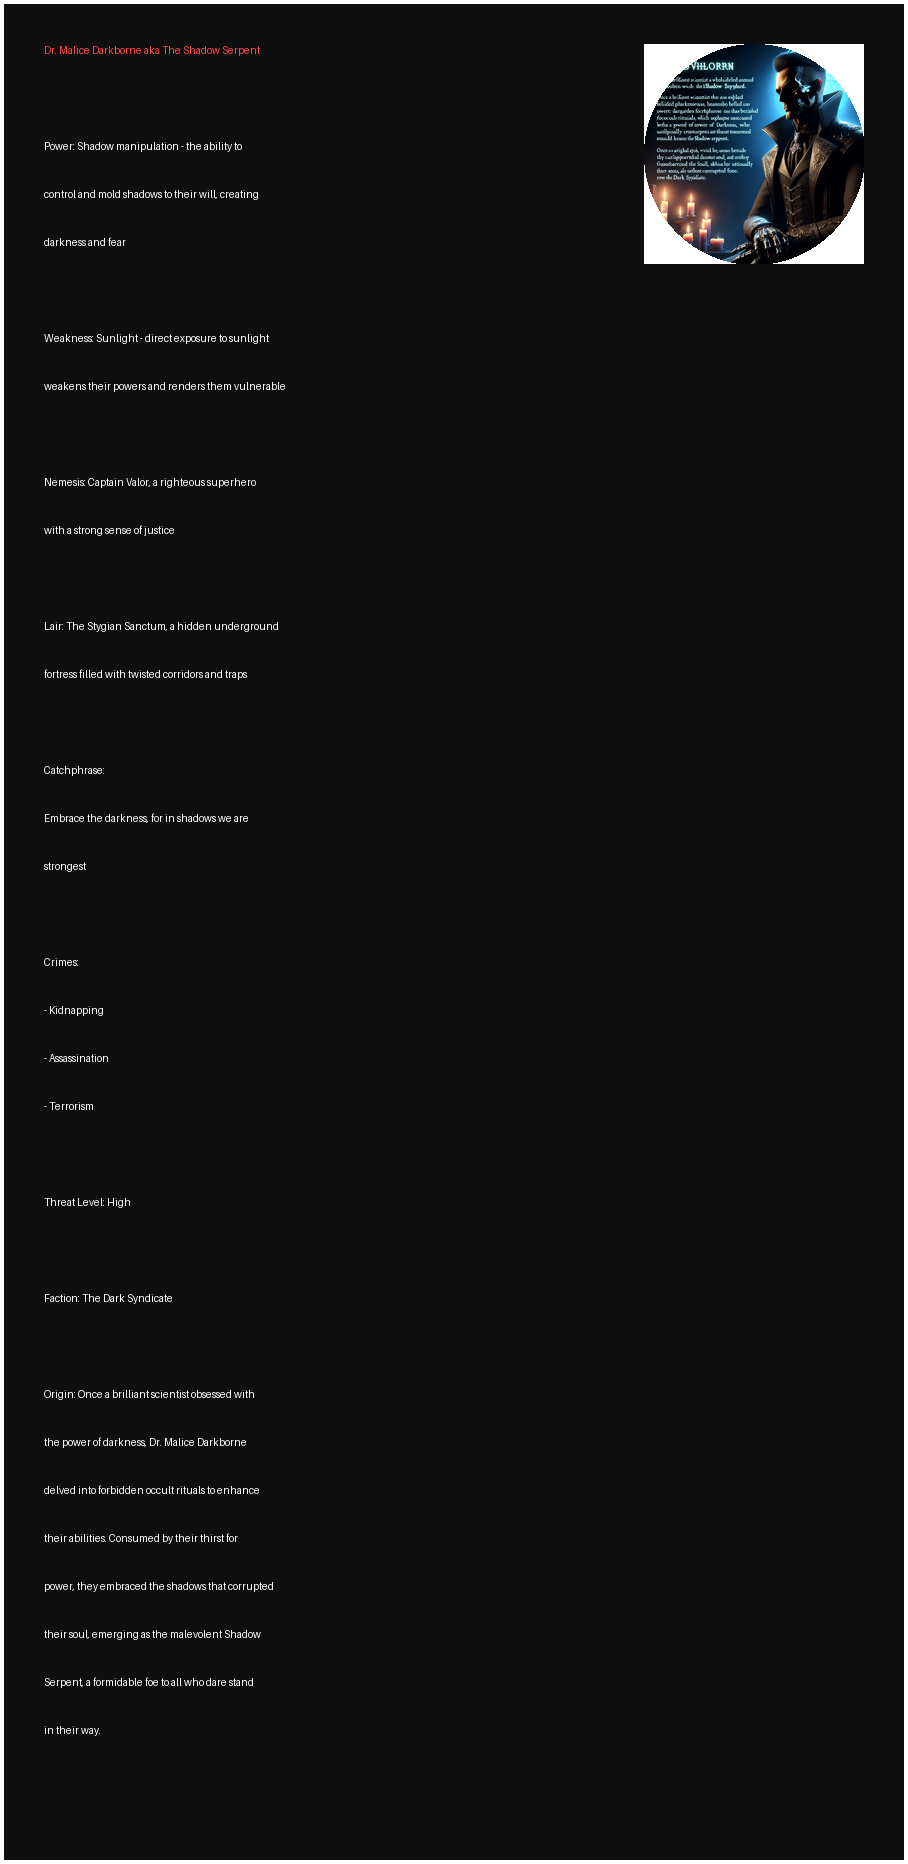 Dr. Malice Darkborne aka The Shadow Serpent
Power: Shadow manipulation - the ability to
control and mold shadows to their will, creating
darkness and fear
Weakness: Sunlight - direct exposure to sunlight
weakens their powers and renders them vulnerable
Nemesis: Captain Valor, a righteous superhero
with a strong sense of justice
Lair: The Stygian Sanctum, a hidden underground
fortress filled with twisted corridors and traps
Catchphrase:
Embrace the darkness, for in shadows we are
strongest
Crimes:
- Kidnapping
- Assassination
- Terrorism
Threat Level: High
Faction: The Dark Syndicate
Origin: Once a brilliant scientist obsessed with
the power of darkness, Dr. Malice Darkborne
delved into forbidden occult rituals to enhance
their abilities. Consumed by their thirst for
power, they embraced the shadows that corrupted
their soul, emerging as the malevolent Shadow
Serpent, a formidable foe to all who dare stand
in their way.